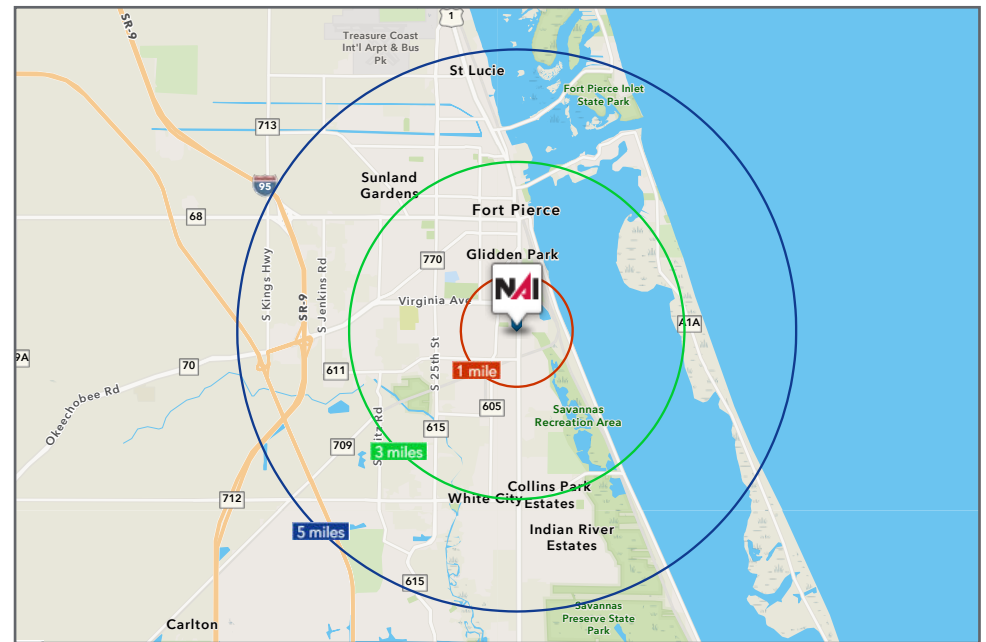 SR-9
1
Treasure Coast
Int'l Arpt & Bus
Pk
St Lucie
Fort Pierce Inlet
State Park
713
Sunland
Gardens
95
68
Fort Pierce
Glidden Park
770
S Kings Hwy
S Jenkins Rd
SR-9
NAI
Virginia Ave
A1A
9A
70
611
S 25th St
1 mile
Okeechobee Rd
605
Savannas
Recreation Area
615
709
3 miles
712
White City
Collins Park
Estates
5 miles
Indian River
Estates
615
Savannas
Preserve State
Park
Carlton